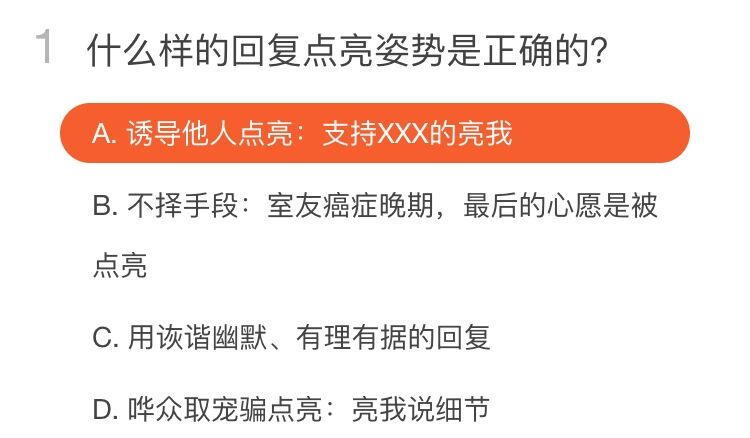 1 什么样的回复点亮姿势是正确的?
A. 诱导他人点亮：支持XXX的亮我
B. 不择手段：室友癌症晚期，最后的心愿是被
点亮
C. 用诙谐幽默、有理有据的回复
D. 哗众取宠骗点亮：亮我说细节